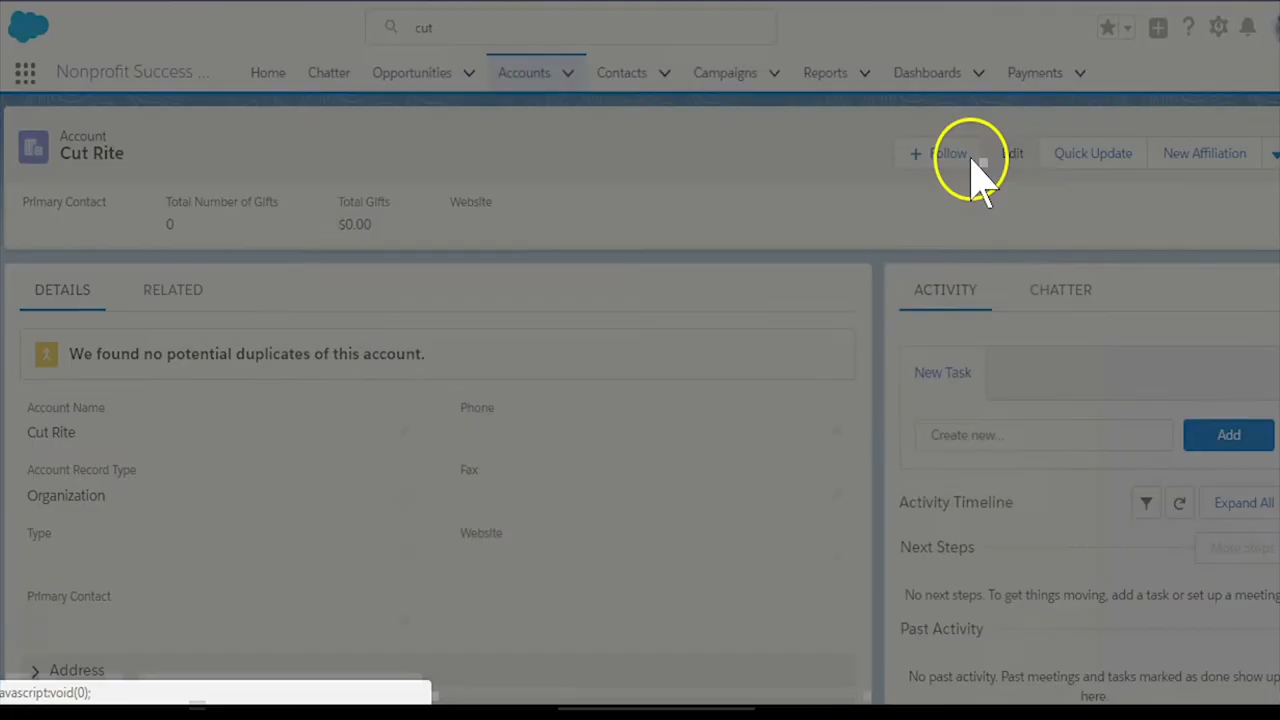 cut
Nonprofit Success ...
Home
Chatter
Opportunities
Accounts
Contacts
Campaigns
Reports
Dashboards
Payments
Account
Cut Rite
+ Follow
Edit
Quick Update
New Affiliation
Primary Contact
Total Number of Gifts
Total Gifts
Website
0
$0.00
DETAILS
RELATED
We found no potential duplicates of this account.
Account Name
Phone
Cut Rite
Account Record Type
Fax
Organization
Type
Website
Primary Contact
Address
avascript:void(0);
ACTIVITY
CHATTER
New Task
Create new...
Add
Activity Timeline
Expand All
Next Steps
More Steps
No next steps. To get things moving, add a task or set up a meeting
Past Activity
No past activity. Past meetings and tasks marked as done show up
here.